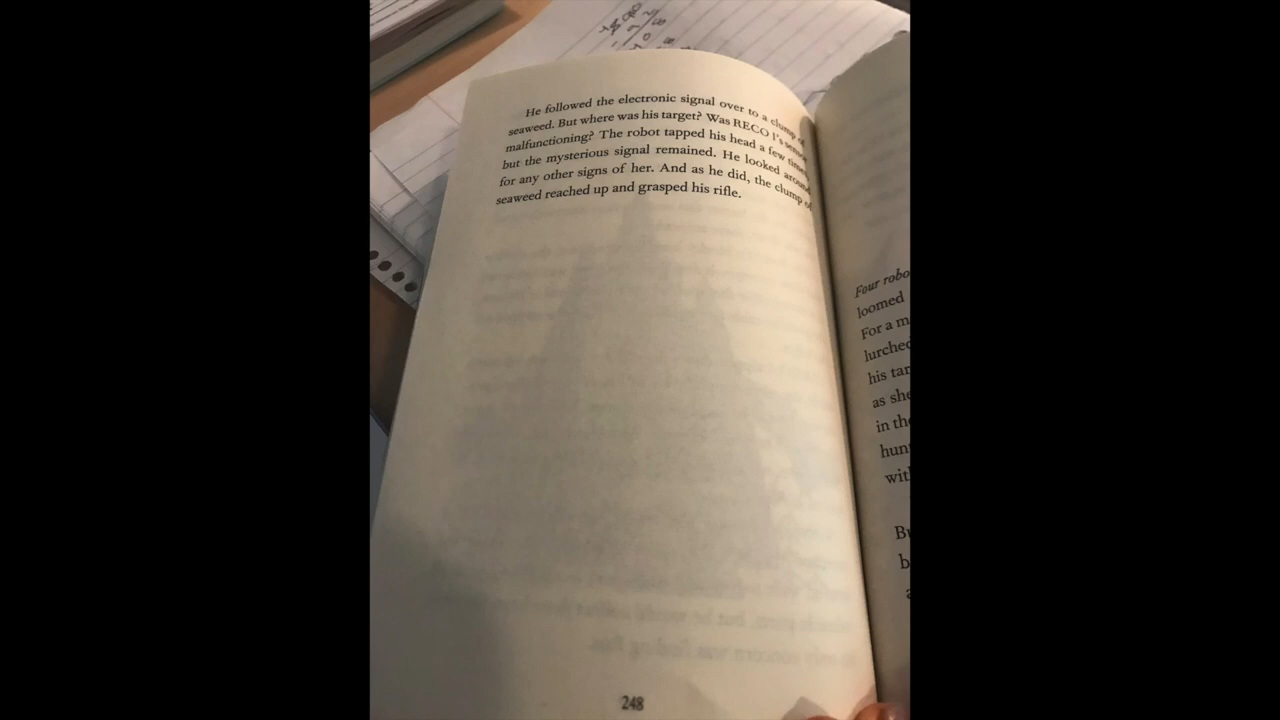 He followed the electronic signal over to a clump of
seaweed. But where was his target? Was RECO 1's sensor
malfunctioning? The robot tapped his head a few times,
but the mysterious signal remained. He looked around
for any other signs of her. And as he did, the clump of
seaweed reached up and grasped his rifle.
248
Four robo
loomed
For a m
lurched
his tar
as she
in the
hun
wit
B
b
a